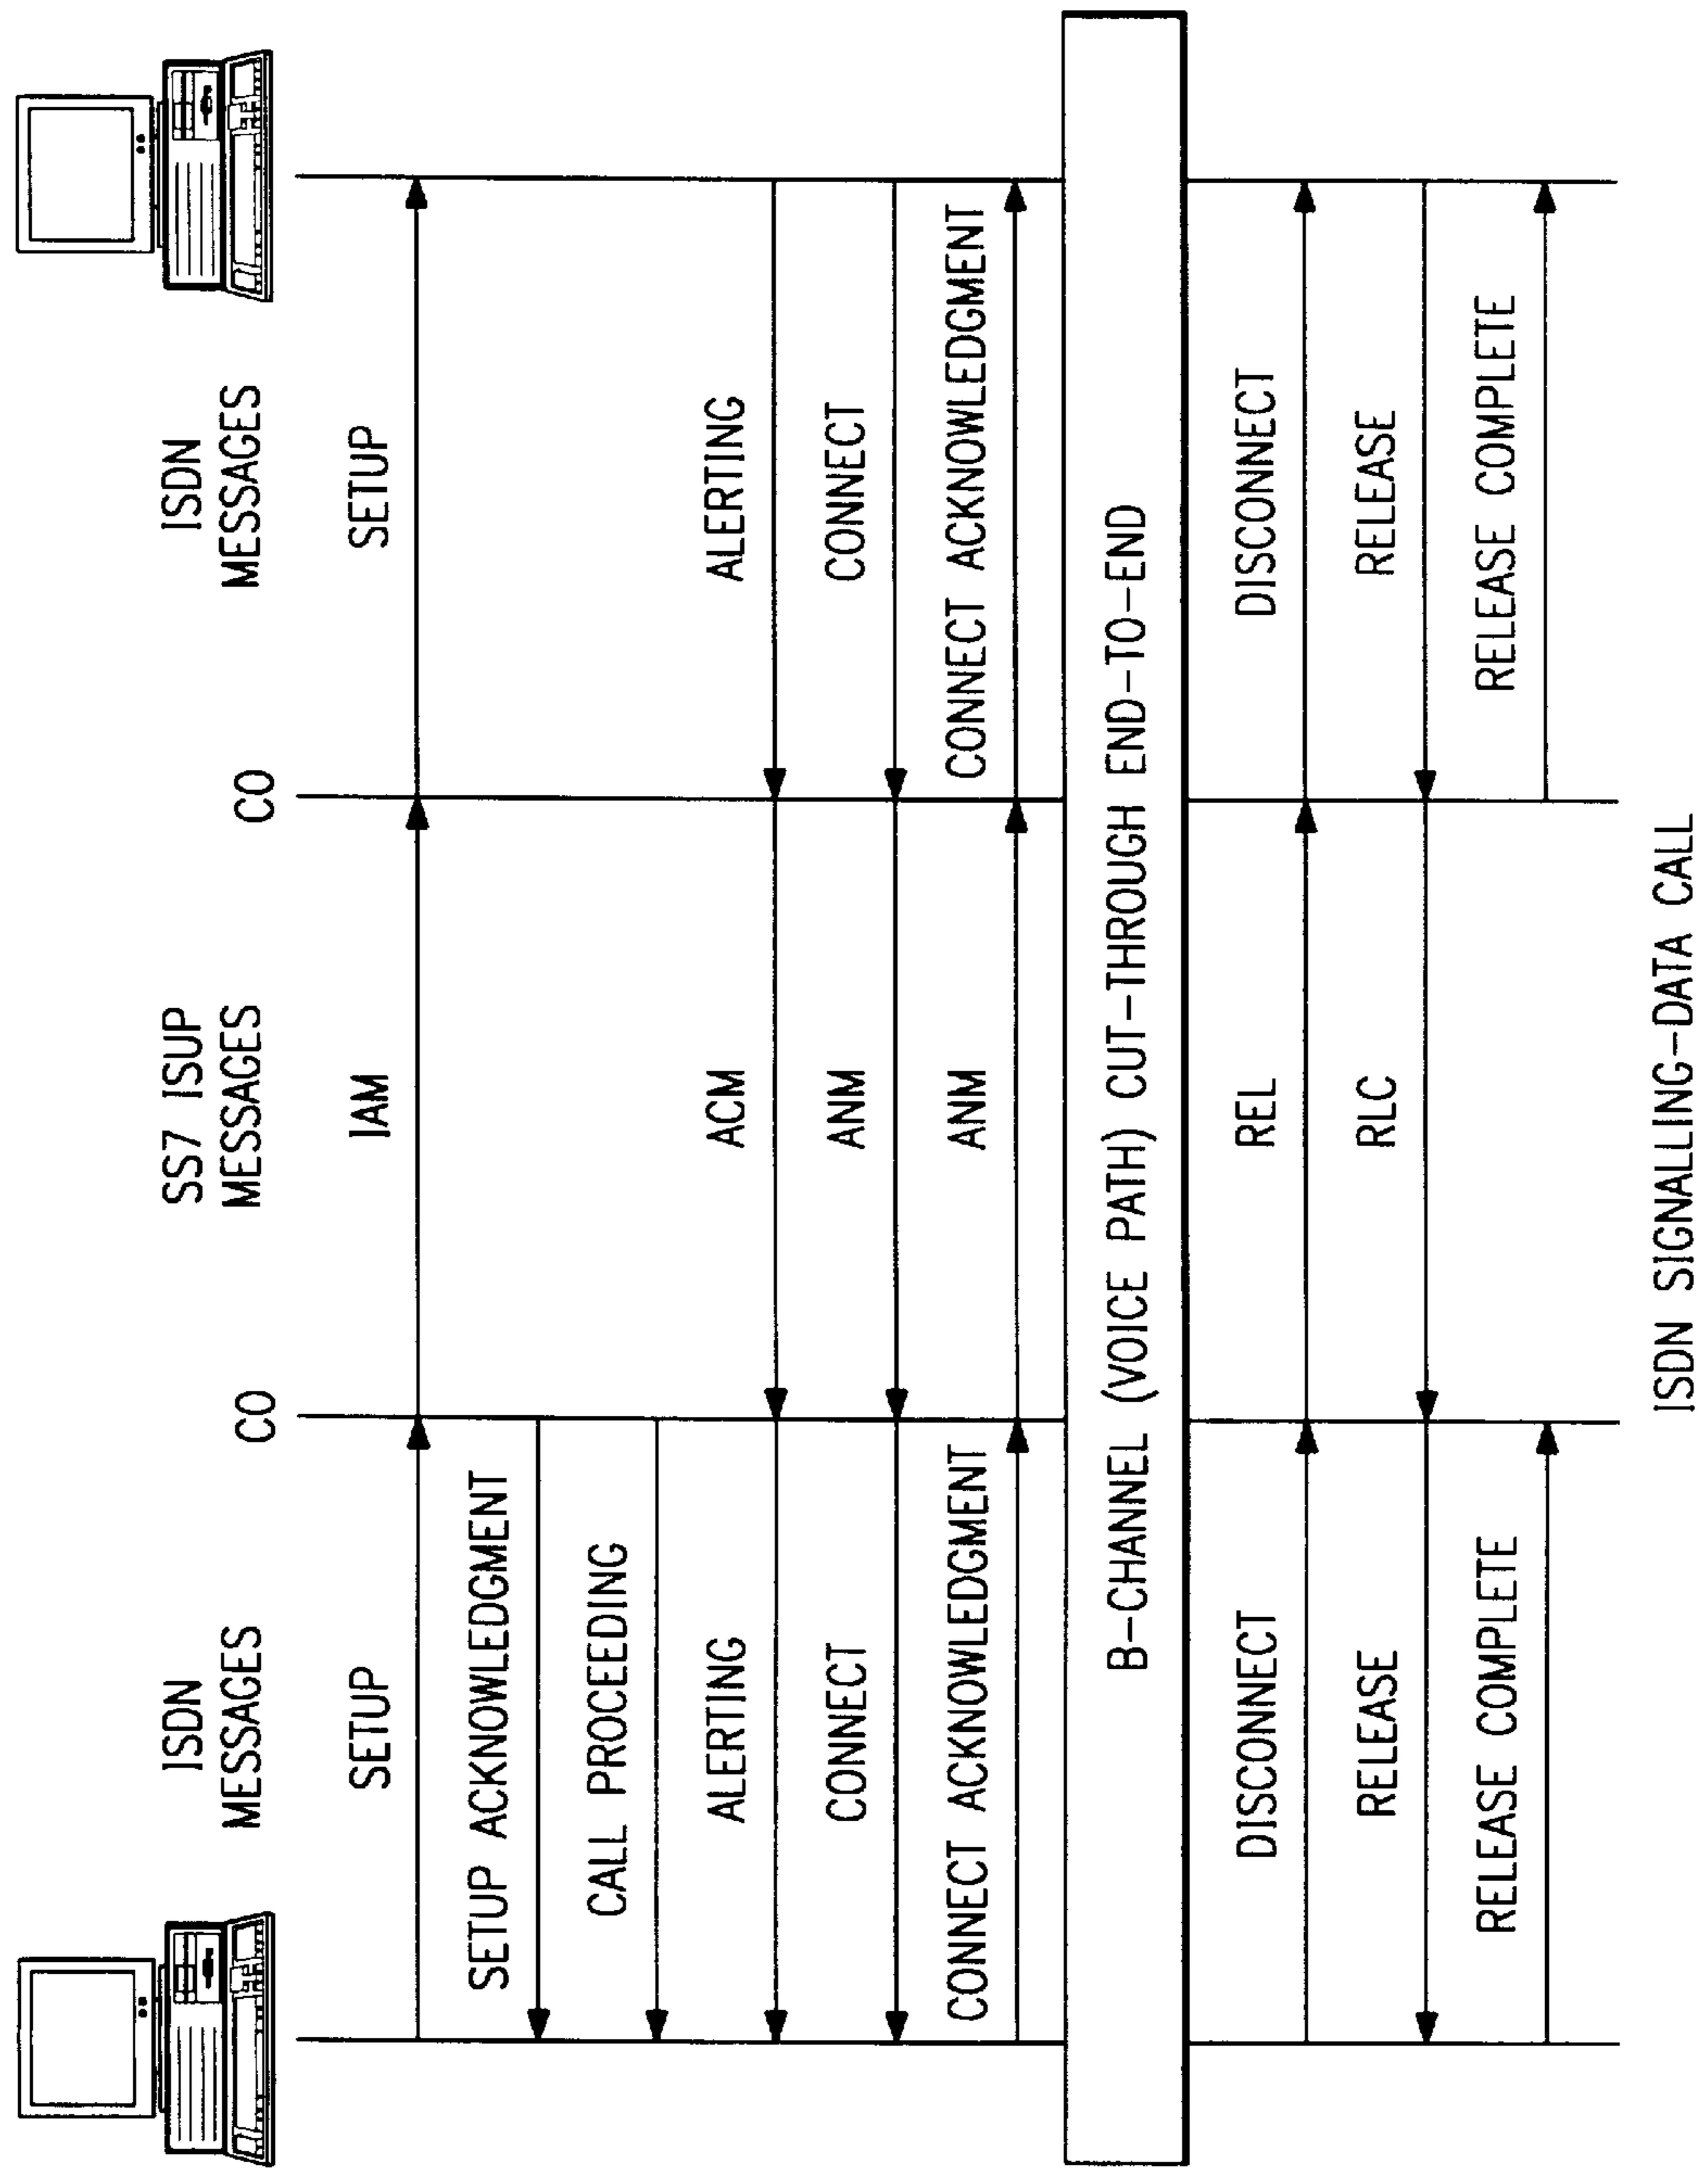 ISDN
MESSAGES
CO
SS7 ISUP
MESSAGES
CO
ISDN
MESSAGES
SETUP
IAM
SETUP
SETUP ACKNOWLEDGMENT
CALL PROCEEDING
ALERTING
ACM
ALERTING
CONNECT
ANM
CONNECT
CONNECT ACKNOWLEDGMENT
ANM
CONNECT ACKNOWLEDGMENT
B-CHANNEL (VOICE PATH) CUT-THROUGH END-TO-END
DISCONNECT
REL
DISCONNECT
RELEASE
RLC
RELEASE
RELEASE COMPLETE
RELEASE COMPLETE
ISDN SIGNALLING-DATA CALL